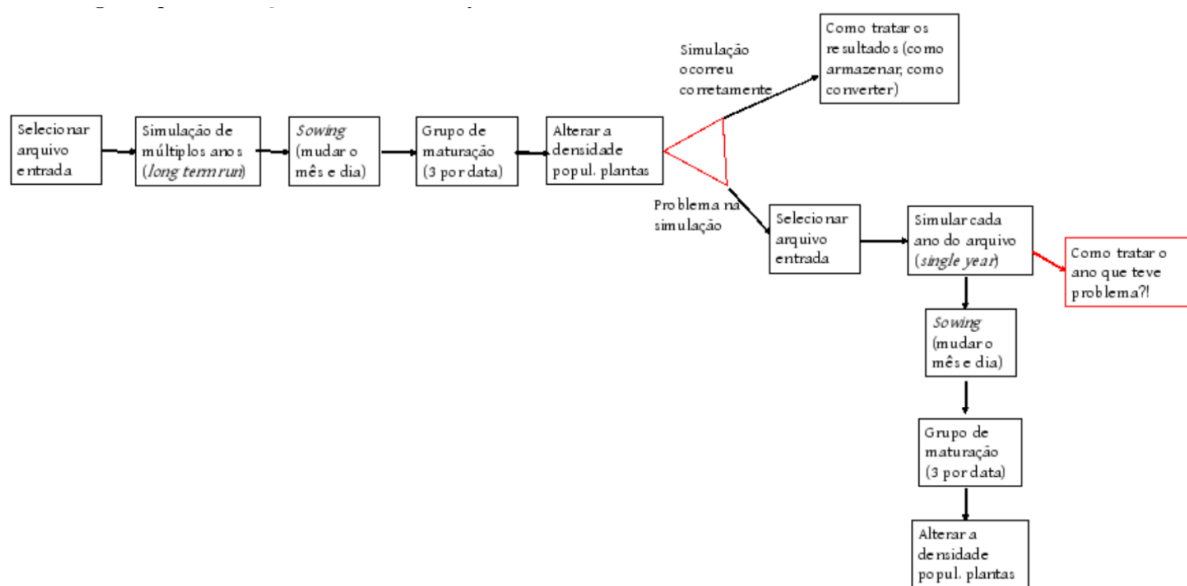 Selecionar
arquivo
entrada
Simulação de
múltiplos anos
(long term run)
Sowing
(mudar o
mês e dia)
Grupo de
maturação
(3 por data)
Alterar a
densidade
popul. plantas
Simulação
ocorreu
corretamente
Como tratar os
resultados (como
armazenar, como
converter)
Problema na
simulação
Selecionar
arquivo
entrada
Simular cada
ano do arquivo
(single year)
Como tratar o
ano que teve
problema?!
Sowing
(mudar o
mês e dia)
Grupo de
maturação
(3 por data)
Alterar a
densidade
popul. plantas